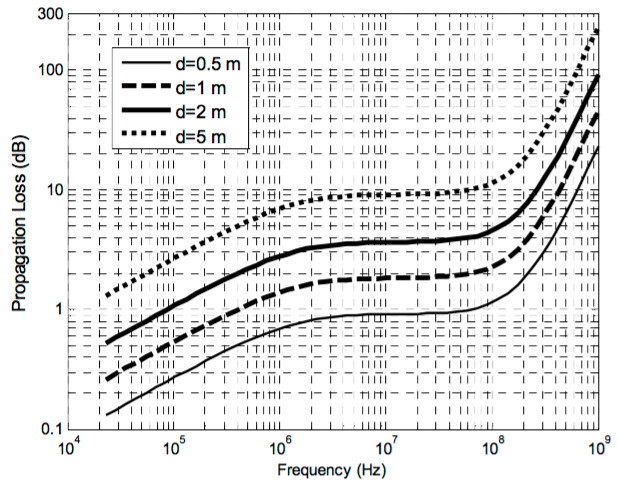 300
100
10
1
0.1
Propagation Loss (dB)
d=0.5 m
d=1 m
d=2 m
d=5 m
10^4 10^5 10^6 10^7 10^8 10^9
Frequency (Hz)